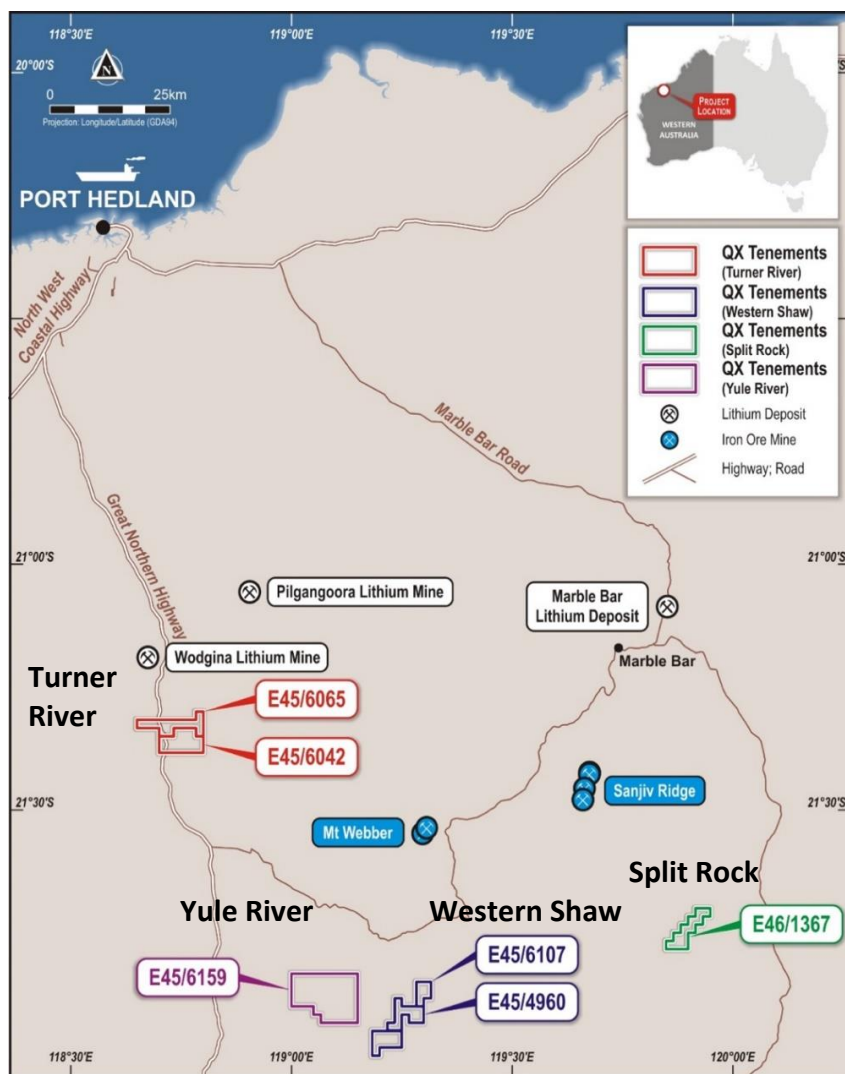 118°30'E
119°00'
119°30'E
20°00'S
N
0 25km
Projection: Longitude/Latitude (GDA94)
PROJECT
LOCATION
WESTERN
AUSTRALIA
PORT HEDLAND
North West
Coastal Highway
QX Tenements
(Turner River)
QX Tenements
(Western Shaw)
QX Tenements
(Split Rock)
QX Tenements
(Yule River)
Lithium Deposit
Iron Ore Mine
Highway; Road
Marble Bar Road
Great Northern Highway
21°00'S
21°00'S
Pilgangoora Lithium Mine
Marble Bar
Lithium Deposit
Wodgina Lithium Mine
Marble Bar
Turner
River
E45/6065
E45/6042
21°30'S
21°30'S
Sanjiv Ridge
Mt Webber
Split Rock
Yule River
Western Shaw
E46/1367
E45/6107
E45/6159
E45/4960
118°30'E
119°00'
119°30'E
120°00'E